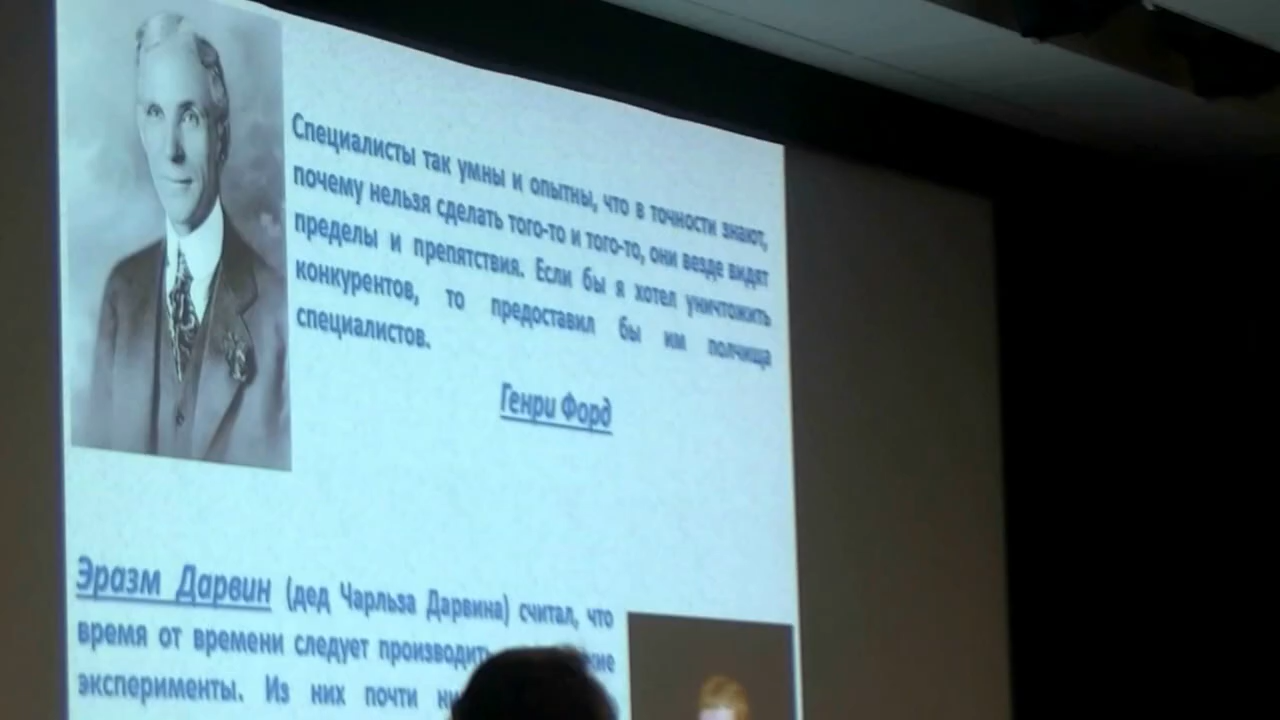 Специалисты так умны и опытны, что в точности знают,
почему нельзя сделать того-то и того-то, они везде видят
пределы и препятствия. Если бы я хотел уничтожить
конкурентов, то предоставил бы им полчища
специалистов.
Генри Форд
Эразм Дарвин (дед Чарльза Дарвина) считал, что
время от времени следует производить
эксперименты. Из них почти